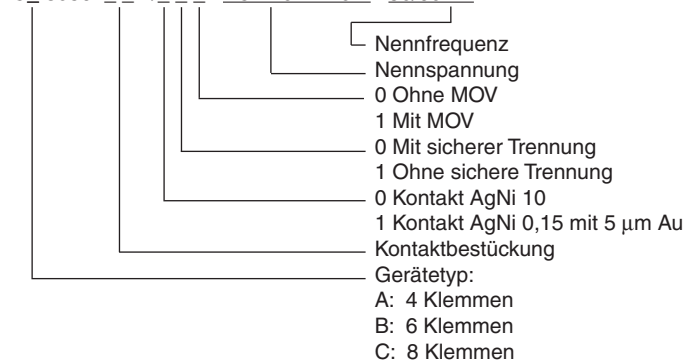 Nennfrequenz
Nennspannung
0 Ohne MOV
1 Mit MOV
0 Mit sicherer Trennung
1 Ohne sichere Trennung
0 Kontakt AgNi 10
1 Kontakt AgNi 0,15 mit 5 μm Au
Kontaktbestückung
Gerätetyp:
A: 4 Klemmen
B: 6 Klemmen
C: 8 Klemmen